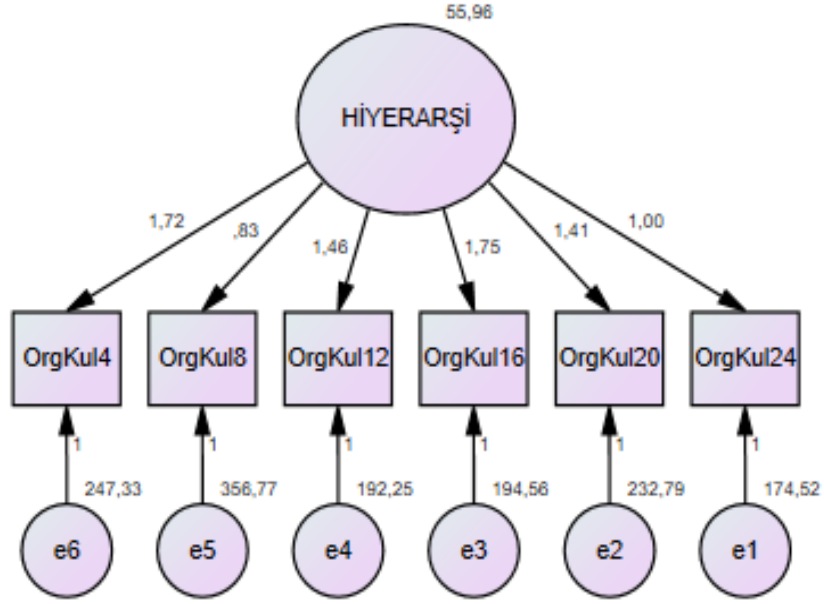 55,96
HİYERARŞİ
1,72
,83
1,46
1,75
1,41
1,00
OrgKul4
OrgKul8
OrgKul12
OrgKul16
OrgKul20
OrgKul24
1
1
1
1
1
1
247,33
356,77
192,25
194,56
232,79
174,52
e6
e5
e4
e3
e2
e1